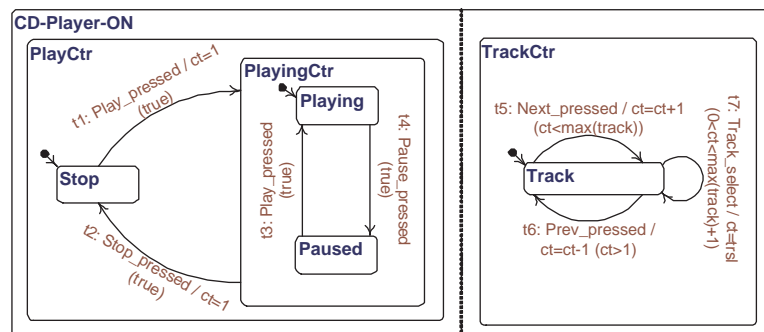 CD-Player-ON
PlayCtr
t1: Play_pressed / ct=1
(true)
Stop
t2: Stop_pressed / ct=1
(true)
PlayingCtr
Playing
t3: Play_pressed
(true)
t4: Pause_pressed
(true)
Paused
TrackCtr
t5: Next_pressed / ct=ct+1
(ct<max(track))
Track
t6: Prev_pressed /
ct=ct-1 (ct>1)
t7: Track_select / ct=trsl
(0<ct<max(track)+1)